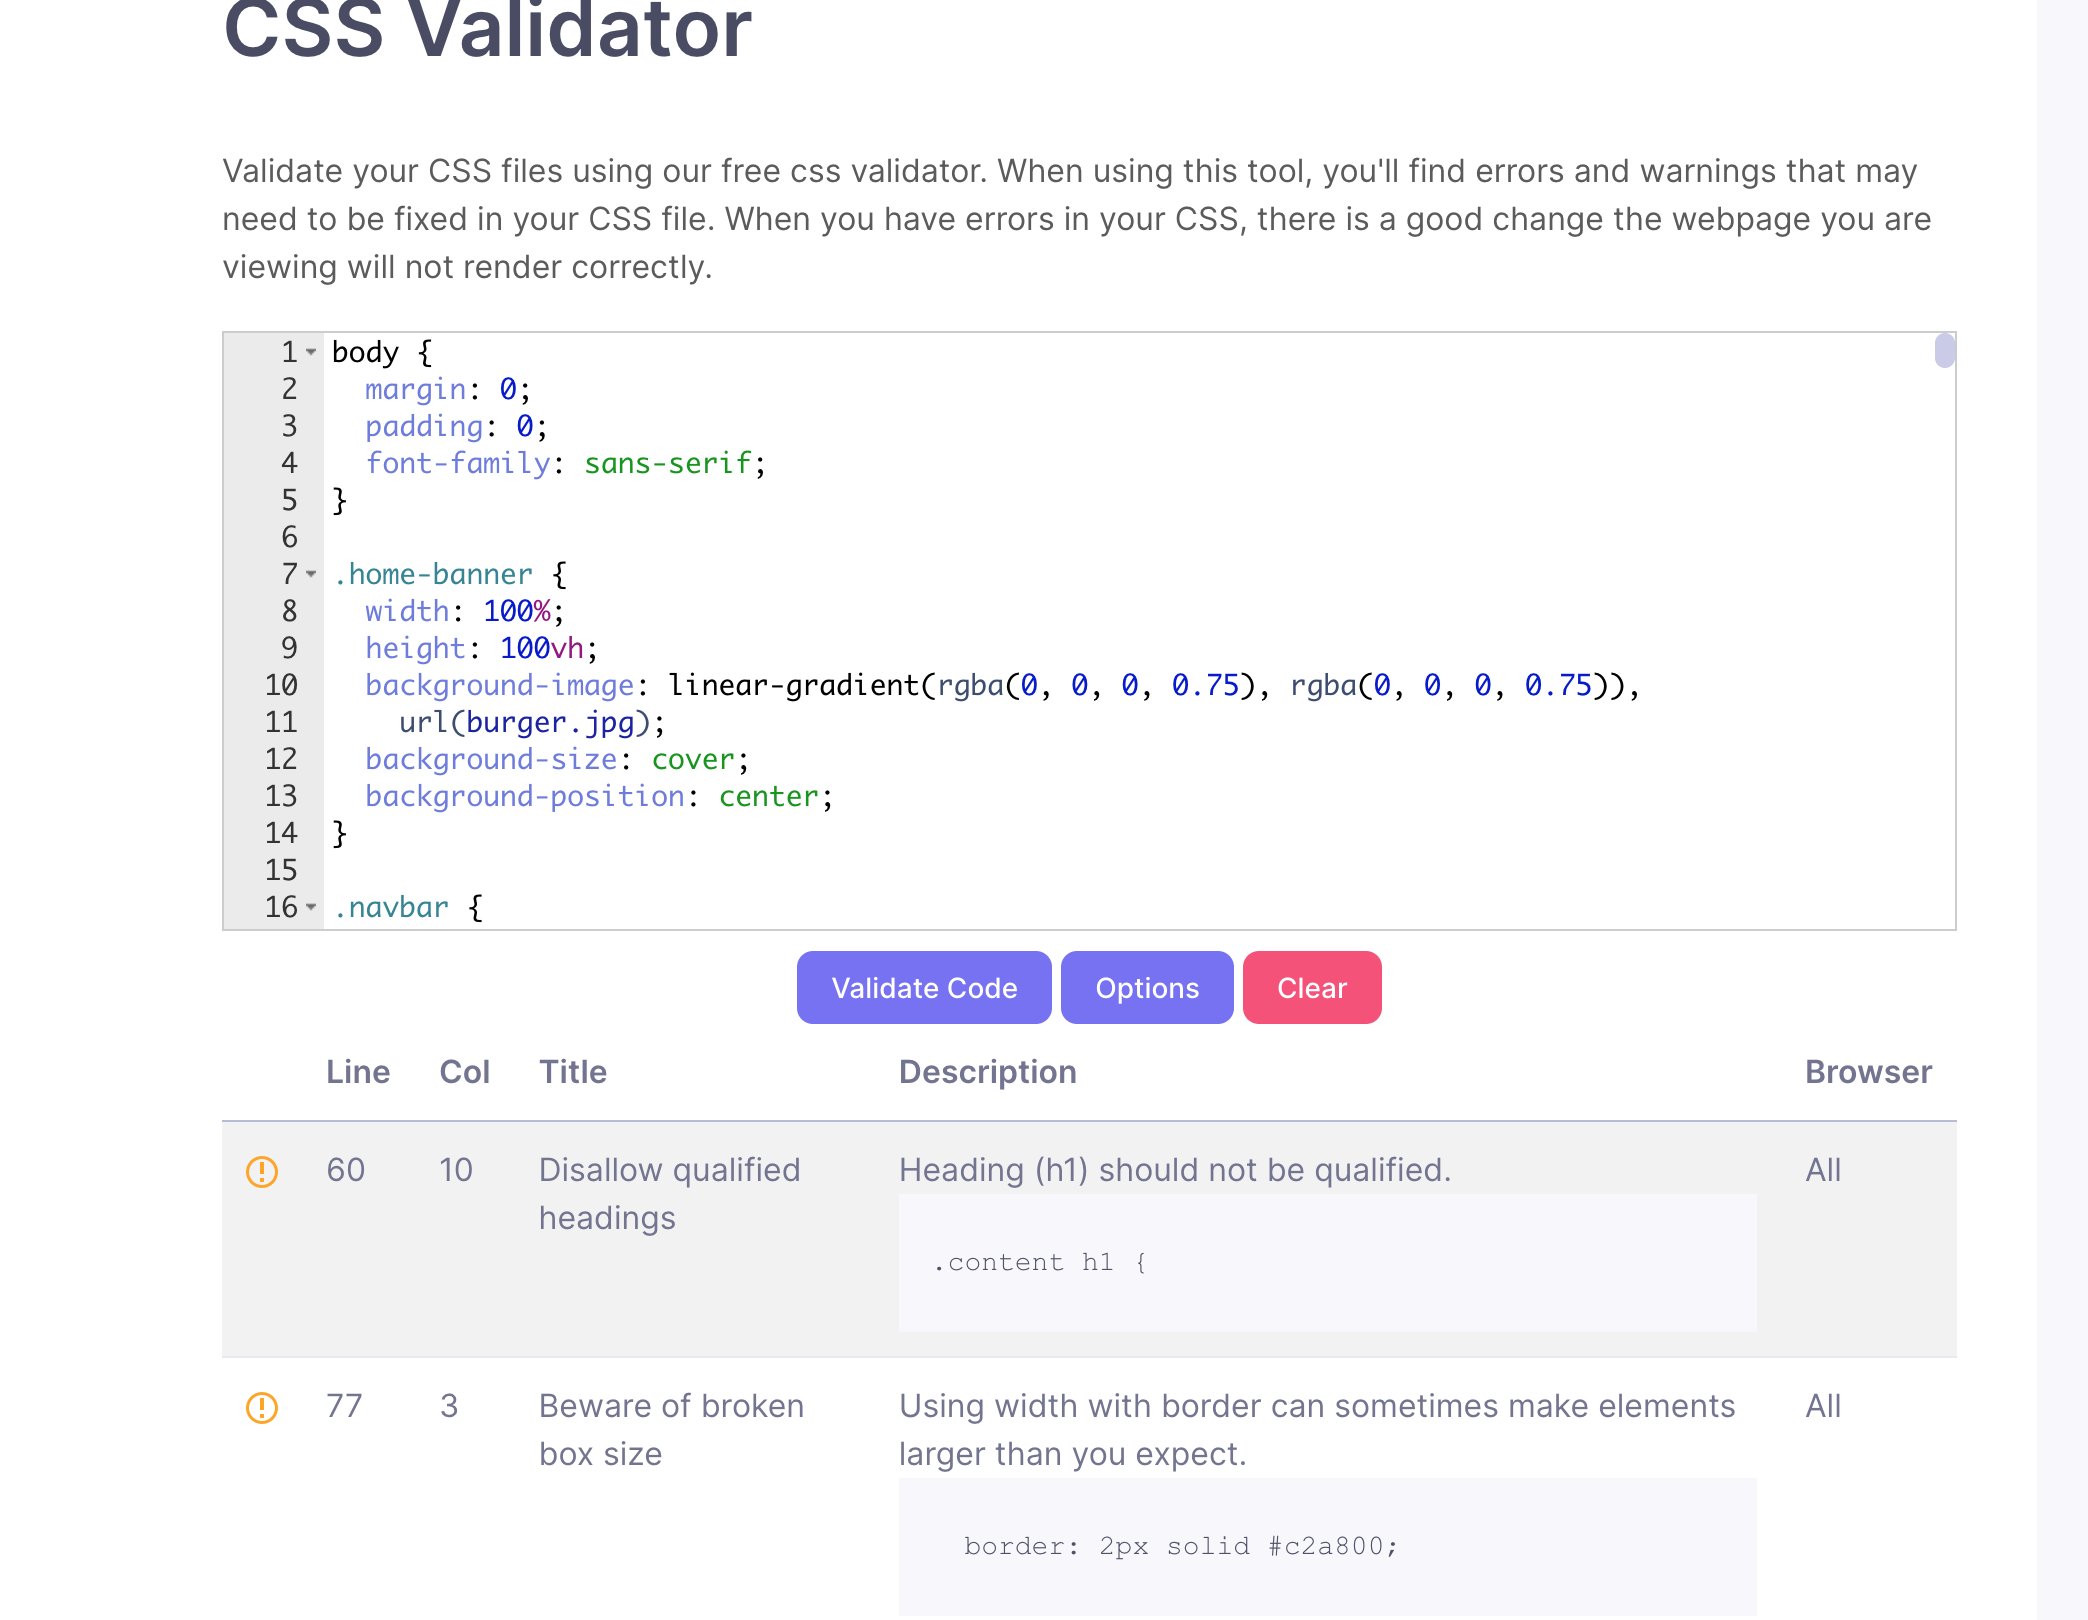 CSS Validator
Validate your CSS files using our free css validator. When using this tool, you'll find errors and warnings that may
need to be fixed in your CSS file. When you have errors in your CSS, there is a good change the webpage you are
viewing will not render correctly.
1 body {
2   margin: 0;
3   padding: 0;
4   font-family: sans-serif;
5 }
6
7 .home-banner {
8   width: 100%;
9   height: 100vh;
10   background-image: linear-gradient(rgba(0, 0, 0, 0.75), rgba(0, 0, 0, 0.75)),
11     url(burger.jpg);
12   background-size: cover;
13   background-position: center;
14 }
15
16 .navbar {
Validate Code Options Clear
Line Col Title Description Browser
60 10 Disallow qualified Heading (h1) should not be qualified. All
headings
.content h1 {
77 3 Beware of broken Using width with border can sometimes make elements All
box size larger than you expect.
border: 2px solid #c2a800;